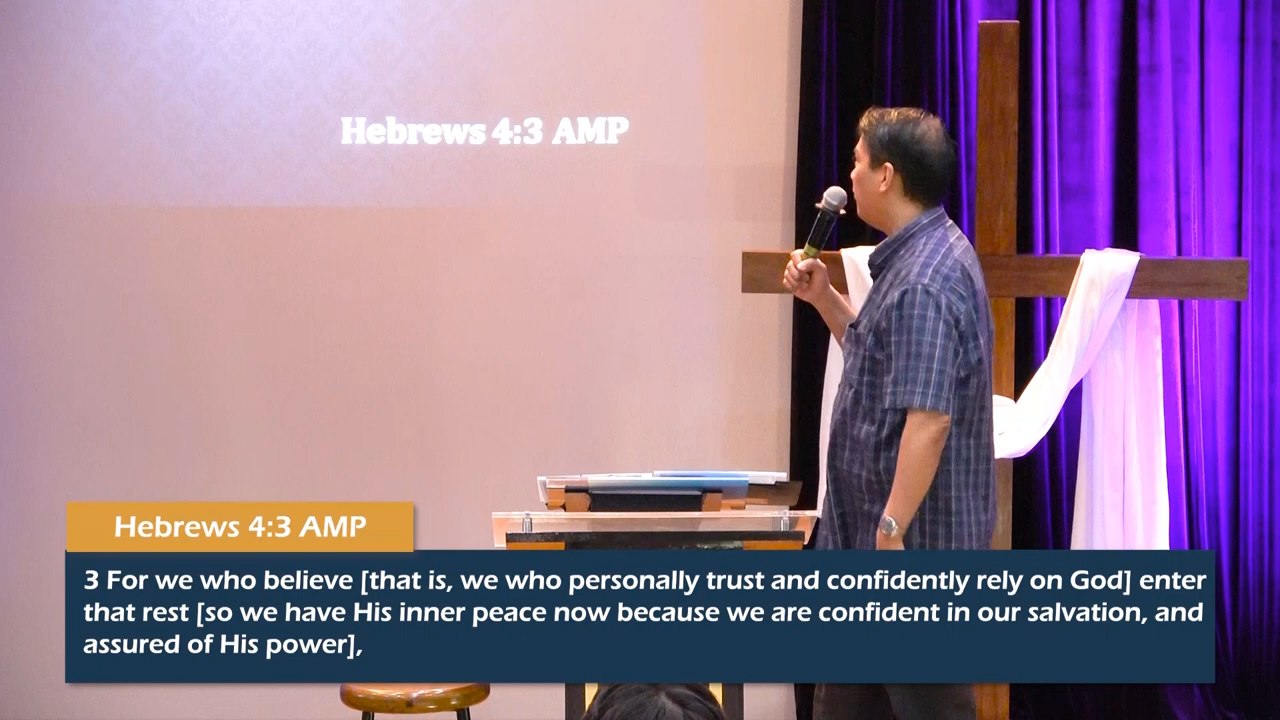 Hebrews 4:3 AMP
Hebrews 4:3 AMP
3 For we who believe [that is, we who personally trust and confidently rely on God] enter
that rest [so we have His inner peace now because we are confident in our salvation, and
assured of His power],